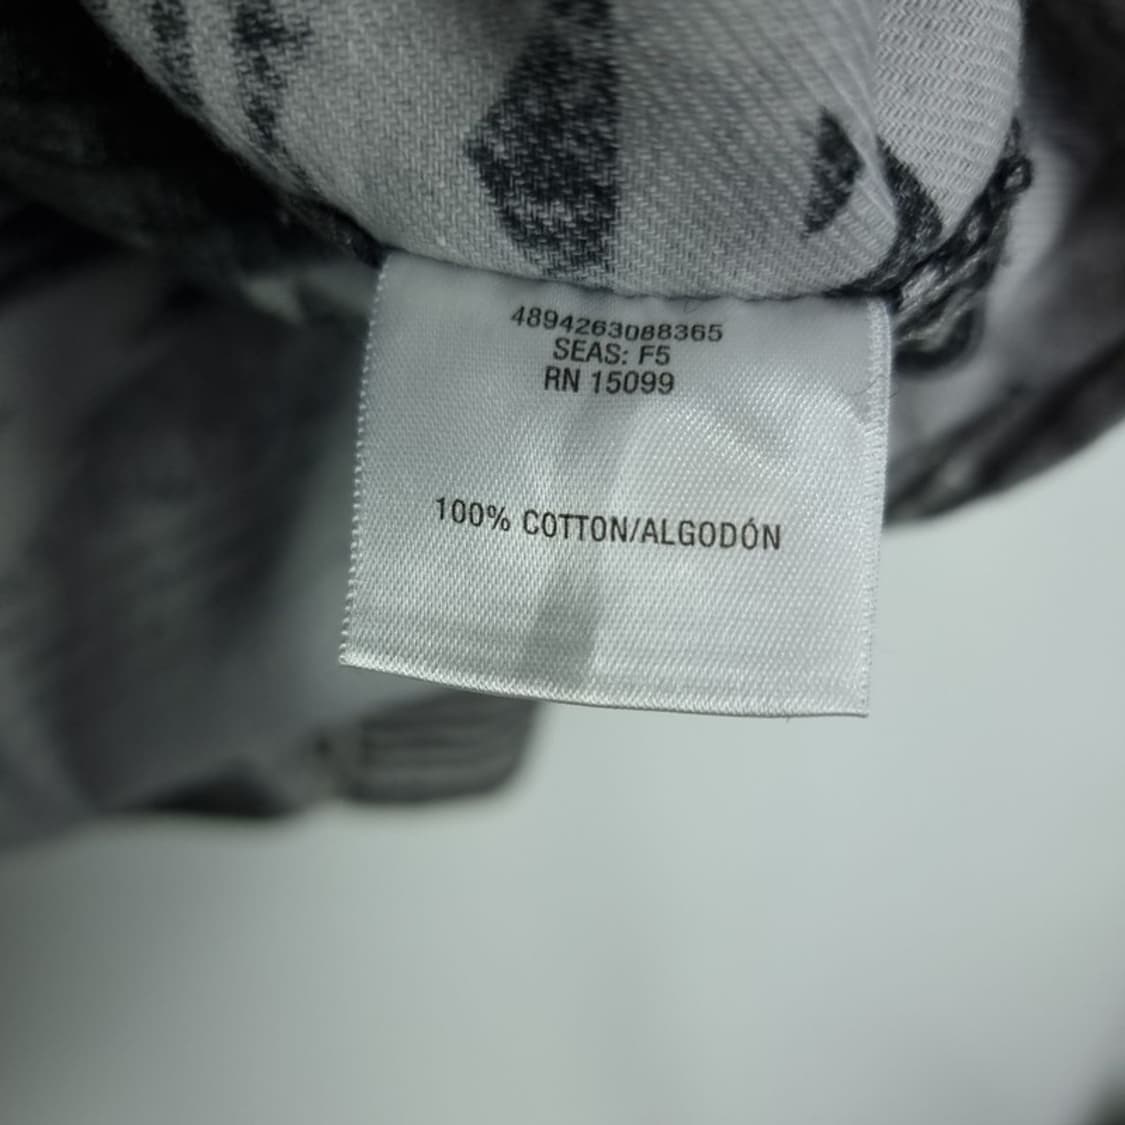 4894263088365
SEAS: F5
RN 15099
100% COTTON/ALGODÓN